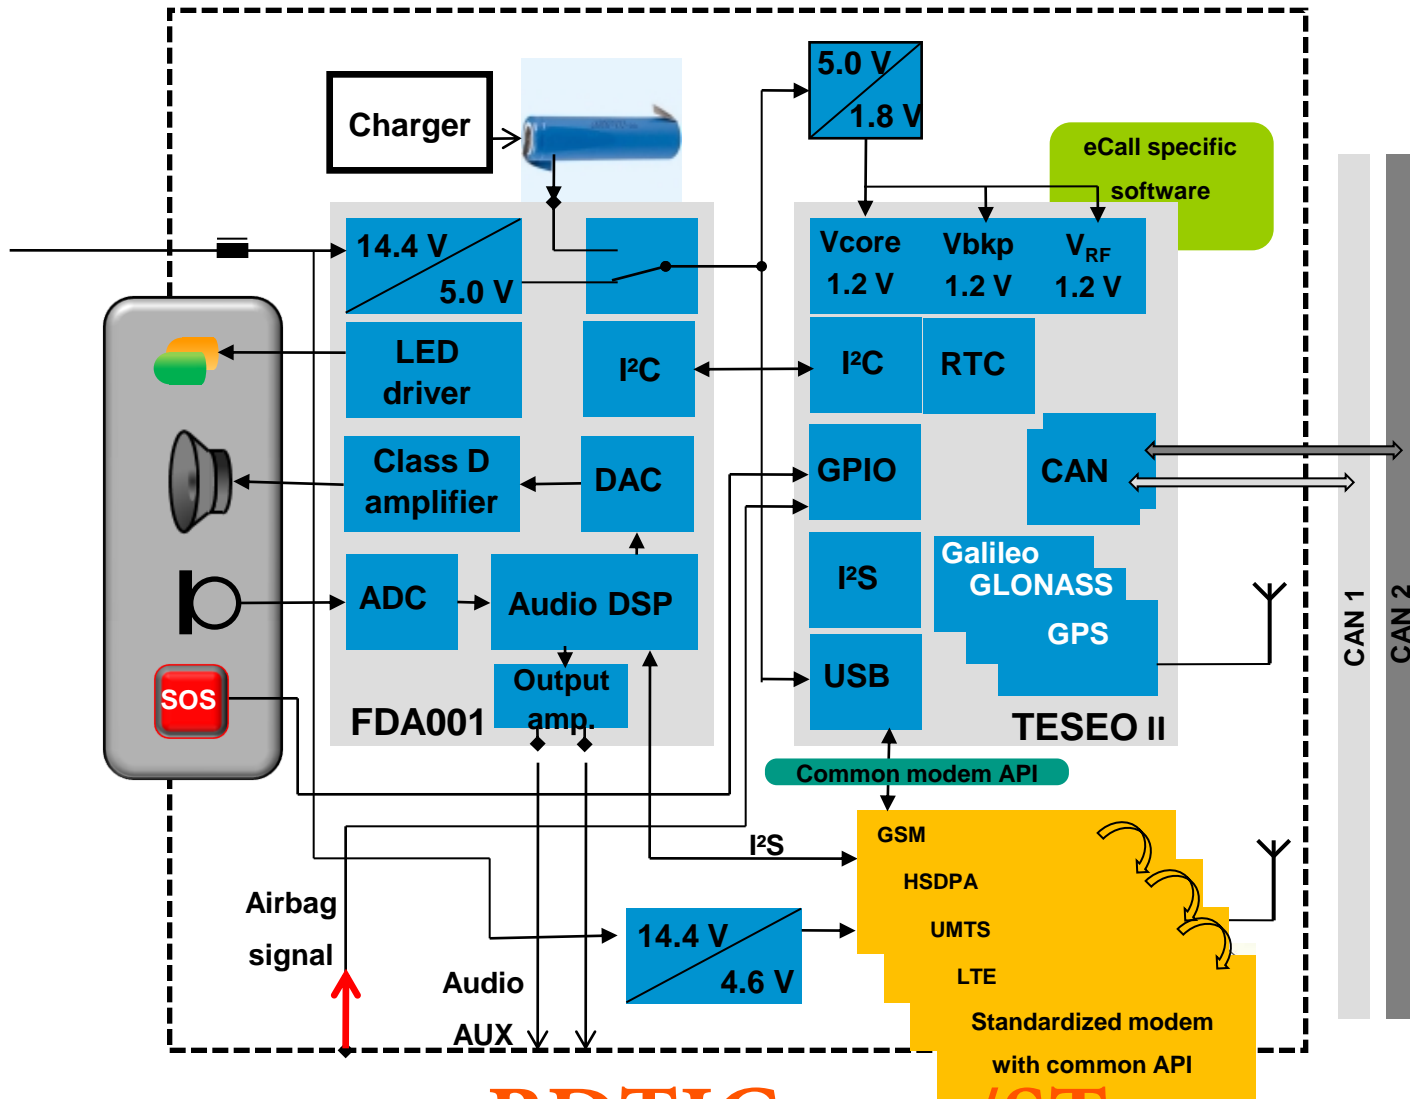 5.0 V
1.8 V
Charger
eCall specific
software
14.4 V
5.0 V
Vcore
1.2 V
Vbkp
1.2 V
VRF
1.2 V
LED
driver
I²C
I²C
RTC
Class D
amplifier
DAC
GPIO
CAN
ADC
Audio DSP
I²S
Galileo
GLONASS
GPS
CAN 1
CAN 2
SOS
Output
amp.
USB
FDA001
TESEO II
Common modem API
I²S
GSM
HSDPA
UMTS
LTE
Standardized modem
with common API
Airbag
signal
14.4 V
4.6 V
Audio
AUX